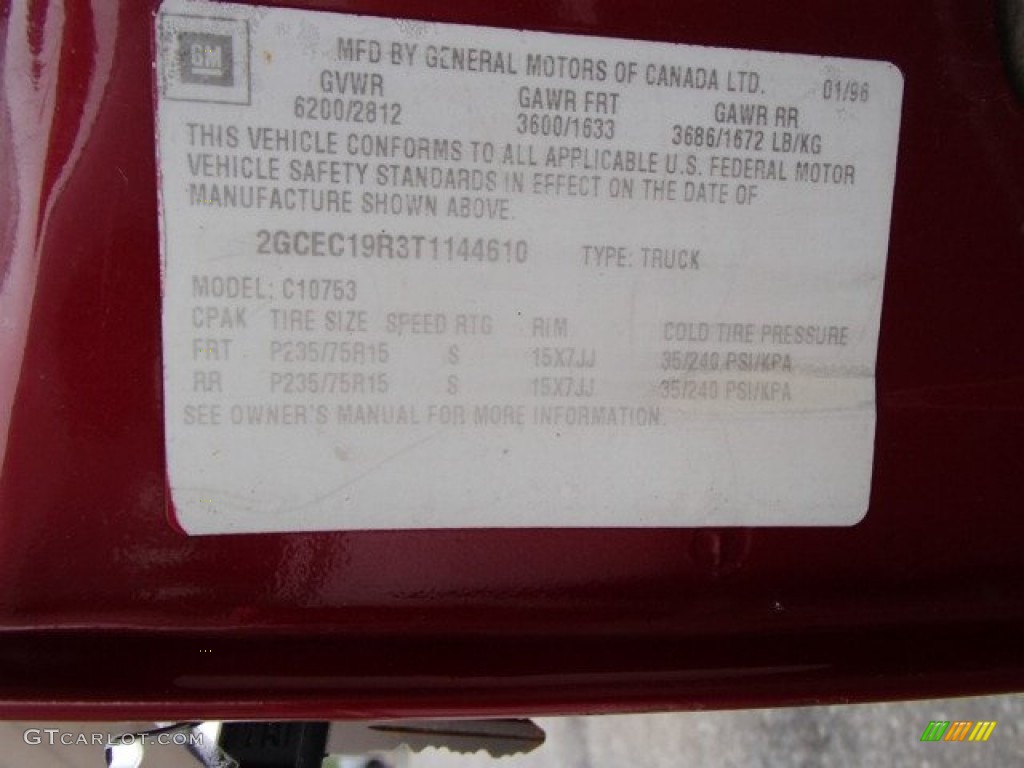 GM
MFD BY GENERAL MOTORS OF CANADA LTD. 01/96
GVWR GAWR FRT GAWR RR
6200/2812 3600/1633 3686/1672 LB/KG
THIS VEHICLE CONFORMS TO ALL APPLICABLE U.S. FEDERAL MOTOR
VEHICLE SAFETY STANDARDS IN EFFECT ON THE DATE OF
MANUFACTURE SHOWN ABOVE.
2GCEC19R3T1144610 TYPE: TRUCK
MODEL: C10753
CPAK TIRE SIZE SPEED RTG RIM COLD TIRE PRESSURE
FRT P235/75R15 S 15X7JJ 35/240 PSI/KPA
RR P235/75R15 S 15X7JJ 35/240 PSI/KPA
SEE OWNER'S MANUAL FOR MORE INFORMATION.
GTCarLot.com